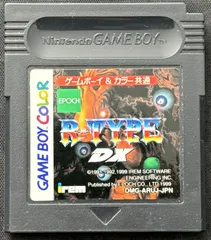 Nintendo GAME BOY
GAME BOY COLOR
ゲームボーイ&カラー共通
EPOCH
R-TYPE
DX
irem
©1991,1992,1999 IREM SOFTWARE
ENGINEERING INC.
Published by EPOCH CO.,LTD.1999
DMG-ARUJ-JPN